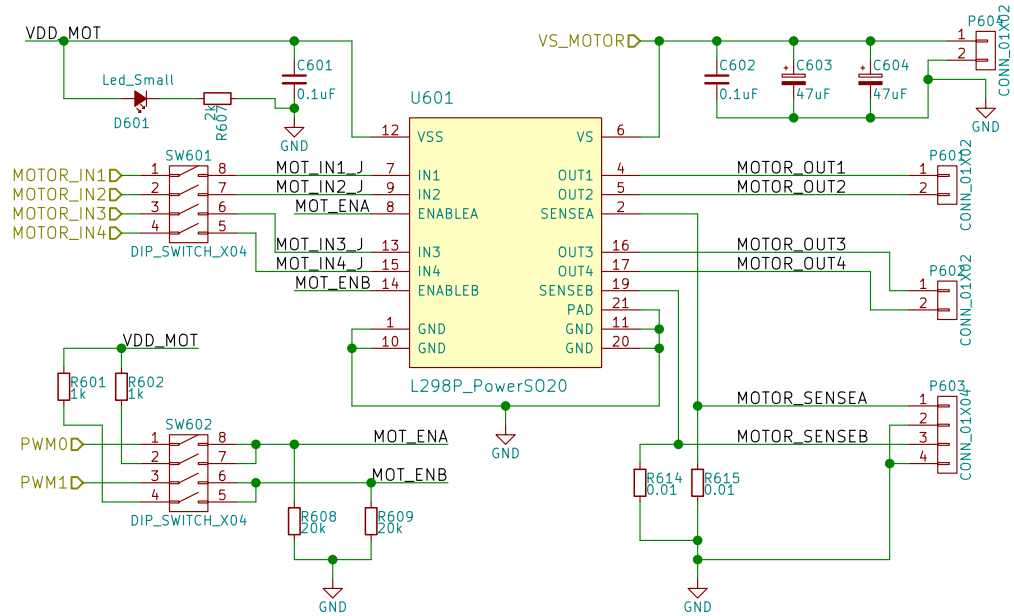 VDD_MOT
Led_Small
D601
2k
R607
C601
0.1uF
VS_MOTOR
C602
0.1uF
C603
47uF
C604
47uF
P604
1
2
CONN_01X02
GND
GND
U601
12 VSS
VS 6
7 IN1
OUT1 4
9 IN2
OUT2 5
8 ENABLEA
SENSEA 2
13 IN3
OUT3 16
15 IN4
OUT4 17
14 ENABLEB
SENSEB 19
PAD 21
1 GND
GND 11
10 GND
GND 20
L298P_PowerSO20
GND
SW601
MOTOR_IN1 1 8 MOT_IN1_J
MOTOR_IN2 2 7 MOT_IN2_J
MOTOR_IN3 3 6 MOT_ENA
MOTOR_IN4 4 5
DIP_SWITCH_X04
MOT_IN3_J
MOT_IN4_J
MOT_ENB
MOTOR_OUT1 1
MOTOR_OUT2 2
P601
CONN_01X02
MOTOR_OUT3
MOTOR_OUT4
P602
1
2
CONN_01X02
VDD_MOT
R601
1k
R602
1k
SW602
PWM0 1 8 MOT_ENA
2 7
PWM1 3 6 MOT_ENB
4 5
DIP_SWITCH_X04
R608
20k
R609
20k
GND
P603
MOTOR_SENSEA 1
2
MOTOR_SENSEB 3
4
CONN_01X04
R614
0.01
R615
0.01
GND